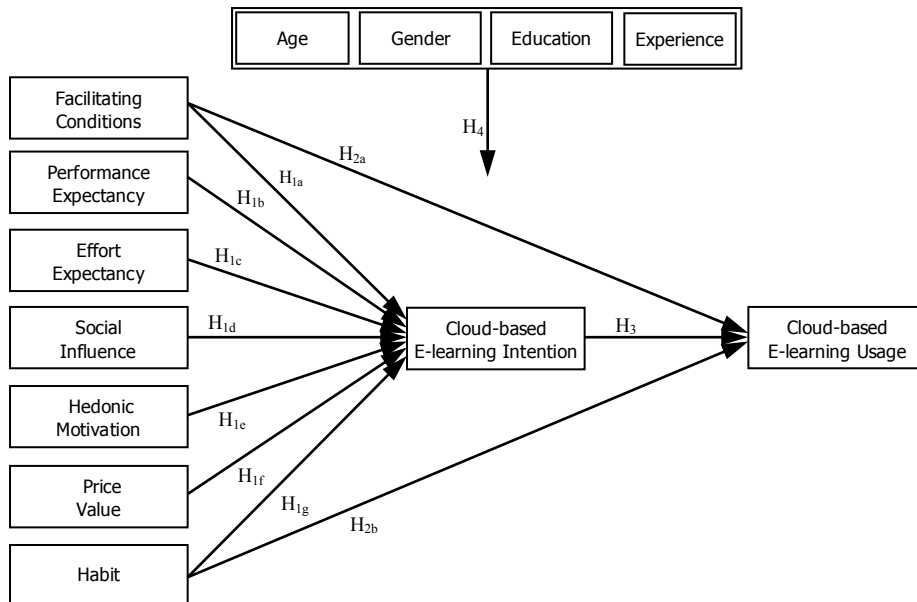 Age
Gender
Education
Experience
Facilitating
Conditions
H4
H2a
Performance
Expectancy
H1a
H1b
Effort
Expectancy
H1c
Social
Influence
H1d
Cloud-based
E-learning Intention
H3
Cloud-based
E-learning Usage
Hedonic
Motivation
H1e
Price
Value
H1f
H1g
H2b
Habit